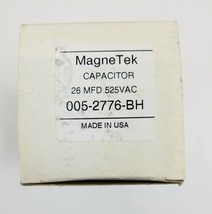 MagneTek
CAPACITOR
26 MFD 525VAC
005-2776-BH
MADE IN USA